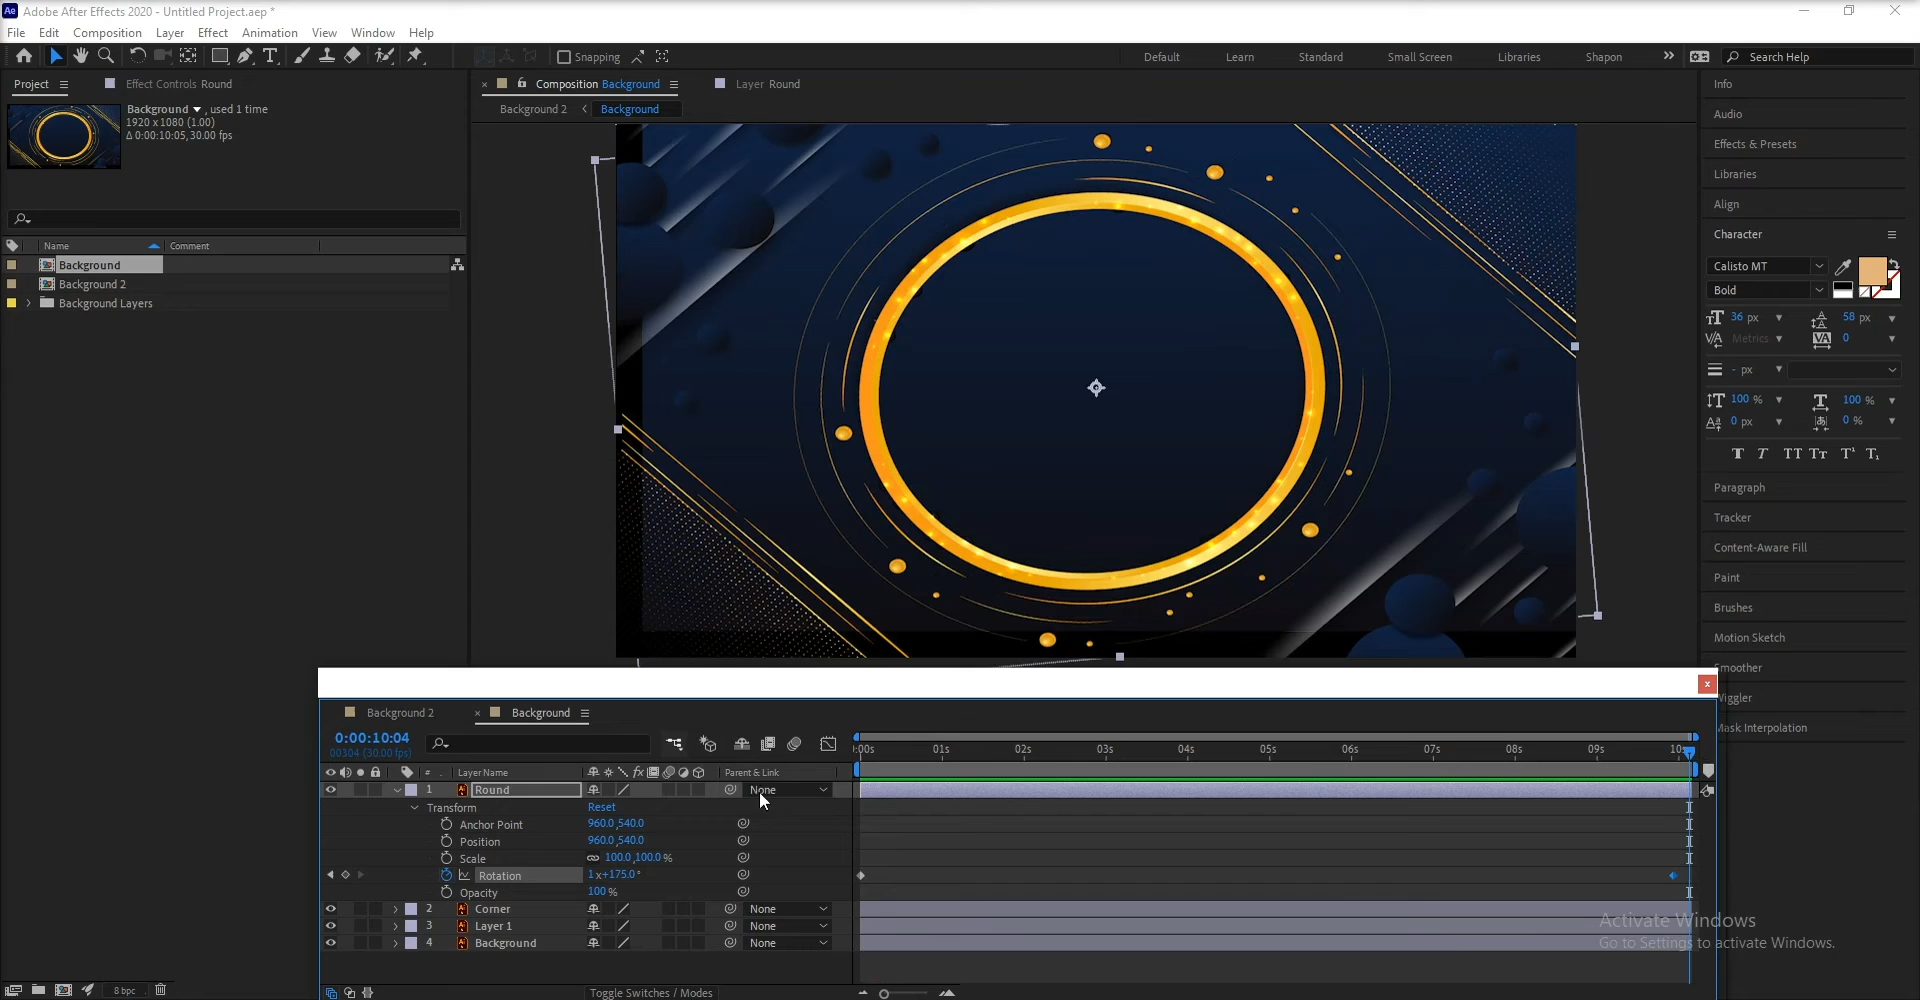 Ae Adobe After Effects 2020 - Untitled Project.aep *
File Edit Composition Layer Effect Animation View Window Help
Snapping Default Learn Standard Small Screen Libraries Shapon Search Help
Project Effect Controls Round
Composition Background Layer Round
Background 2 < Background
Background ▼, used 1 time
1920 x 1080 (1.00)
Δ 0:00:10:05, 30.00 fps
Name Comment
Background
Background 2
Background Layers
8 bpc
Info
Audio
Effects & Presets
Libraries
Align
Character
Calisto MT
Bold
36 px 58 px
Metrics 0
- px
100 % 100 %
0 px 0 %
T T TT Tr T¹ T₁
Paragraph
Tracker
Content-Aware Fill
Paint
Brushes
Motion Sketch
Smoother
Wiggler
Mask Interpolation
x
Background 2 × Background
0:00:10:04
00304 (30.00 fps)
:00s 01s 02s 03s 04s 05s 06s 07s 08s 09s 10s
# Layer Name fx Parent & Link
1 Round None
Transform Reset
Anchor Point 960.0,540.0
Position 960.0,540.0
Scale 100.0,100.0%
Rotation 1x+175.0°
Opacity 100%
2 Corner None
3 Layer 1 None
4 Background None
Toggle Switches / Modes
Activate Windows
Go to Settings to activate Windows.